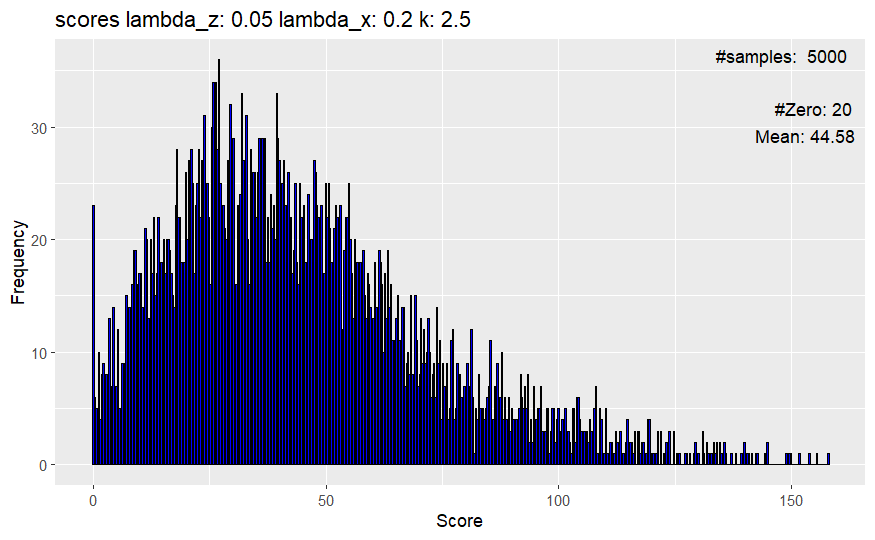 scores lambda_z: 0.05 lambda_x: 0.2 k: 2.5
#samples:  5000
#Zero: 20
Mean: 44.58
Frequency
30
20
10
0
0
50
100
150
Score